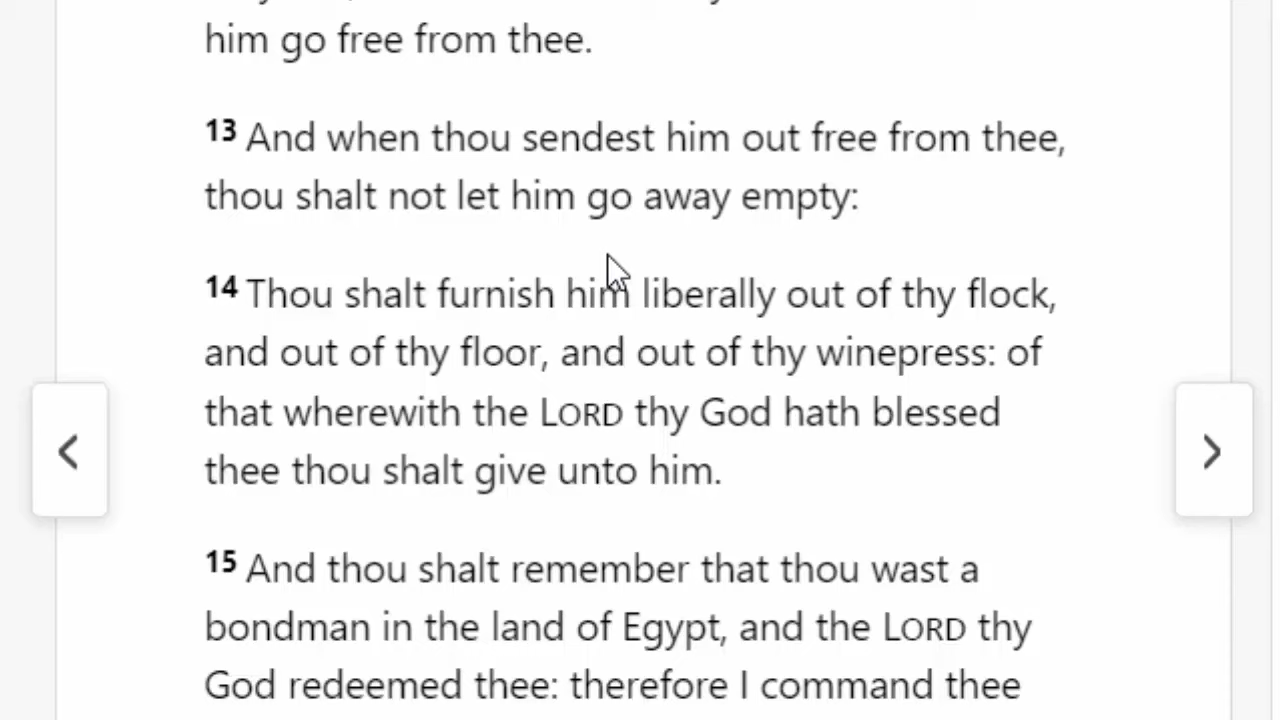 him go free from thee.
13 And when thou sendest him out free from thee,
thou shalt not let him go away empty:
14 Thou shalt furnish him liberally out of thy flock,
and out of thy floor, and out of thy winepress: of
that wherewith the LORD thy God hath blessed
thee thou shalt give unto him.
15 And thou shalt remember that thou wast a
bondman in the land of Egypt, and the LORD thy
God redeemed thee: therefore I command thee